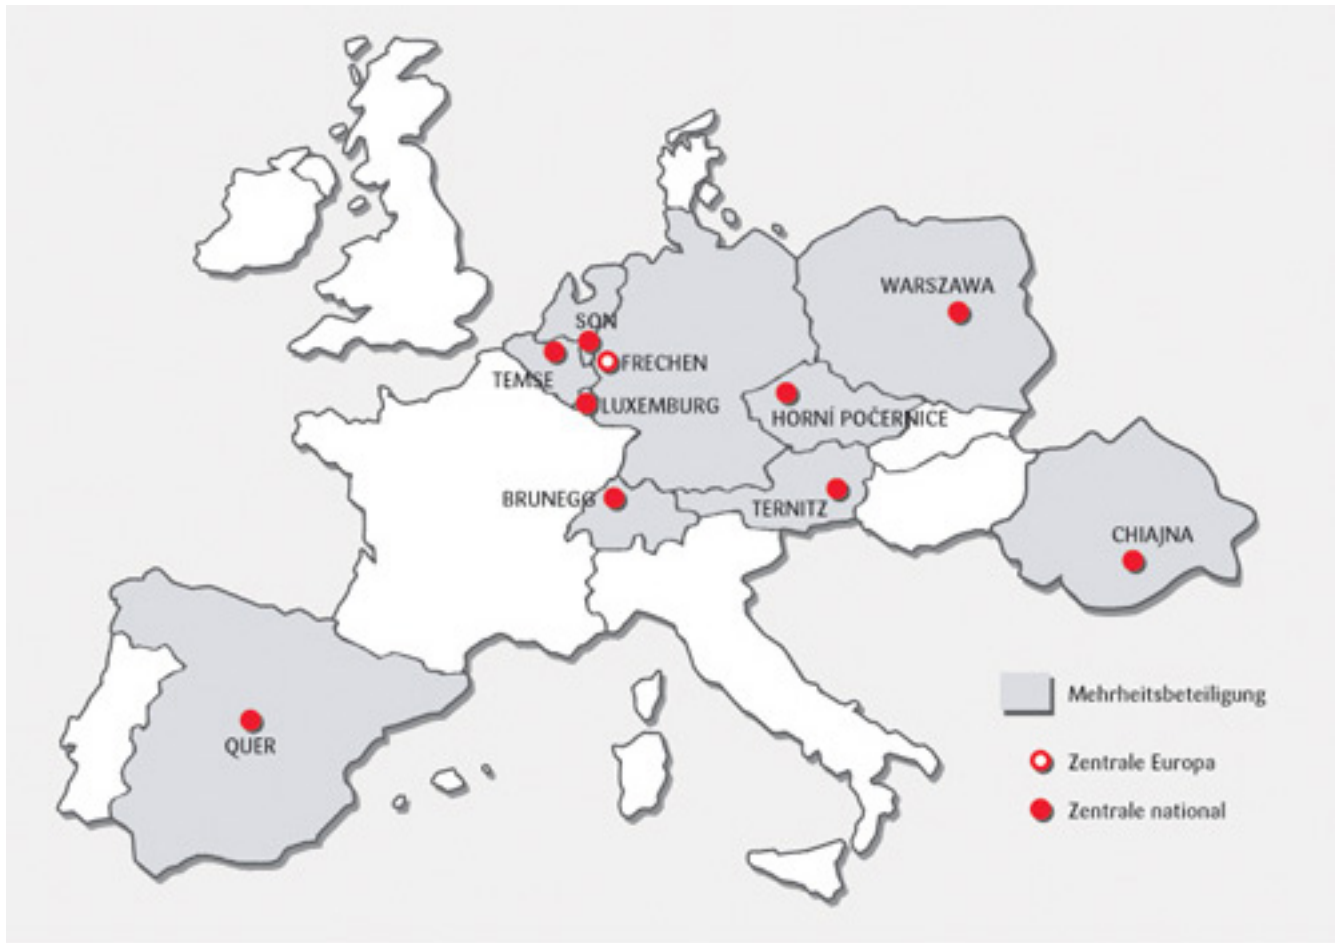 WARSZAWA
SON
FRECHEN
TEMSE
LUXEMBURG
HORNÍ POČERNICE
BRUNEGG
TERNITZ
CHIAJNA
QUER
Mehrheitsbeteiligung
Zentrale Europa
Zentrale national